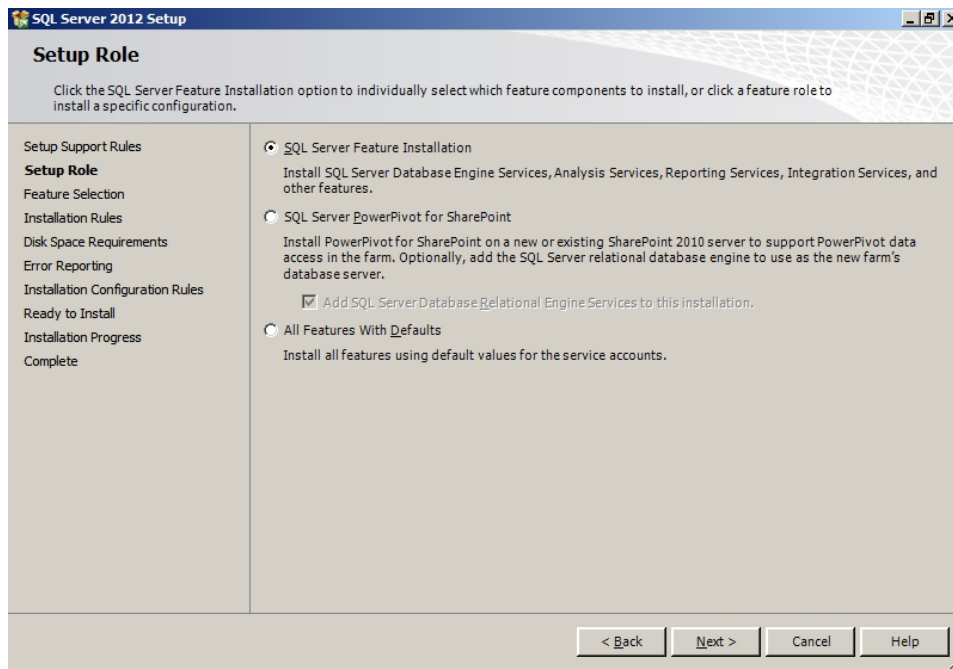 SQL Server 2012 Setup
Setup Role
Click the SQL Server Feature Installation option to individually select which feature components to install, or click a feature role to
install a specific configuration.
Setup Support Rules
Setup Role
Feature Selection
Installation Rules
Disk Space Requirements
Error Reporting
Installation Configuration Rules
Ready to Install
Installation Progress
Complete
SQL Server Feature Installation
Install SQL Server Database Engine Services, Analysis Services, Reporting Services, Integration Services, and
other features.
SQL Server PowerPivot for SharePoint
Install PowerPivot for SharePoint on a new or existing SharePoint 2010 server to support PowerPivot data
access in the farm. Optionally, add the SQL Server relational database engine to use as the new farm's
database server.
Add SQL Server Database Relational Engine Services to this installation.
All Features With Defaults
Install all features using default values for the service accounts.
< Back
Next >
Cancel
Help